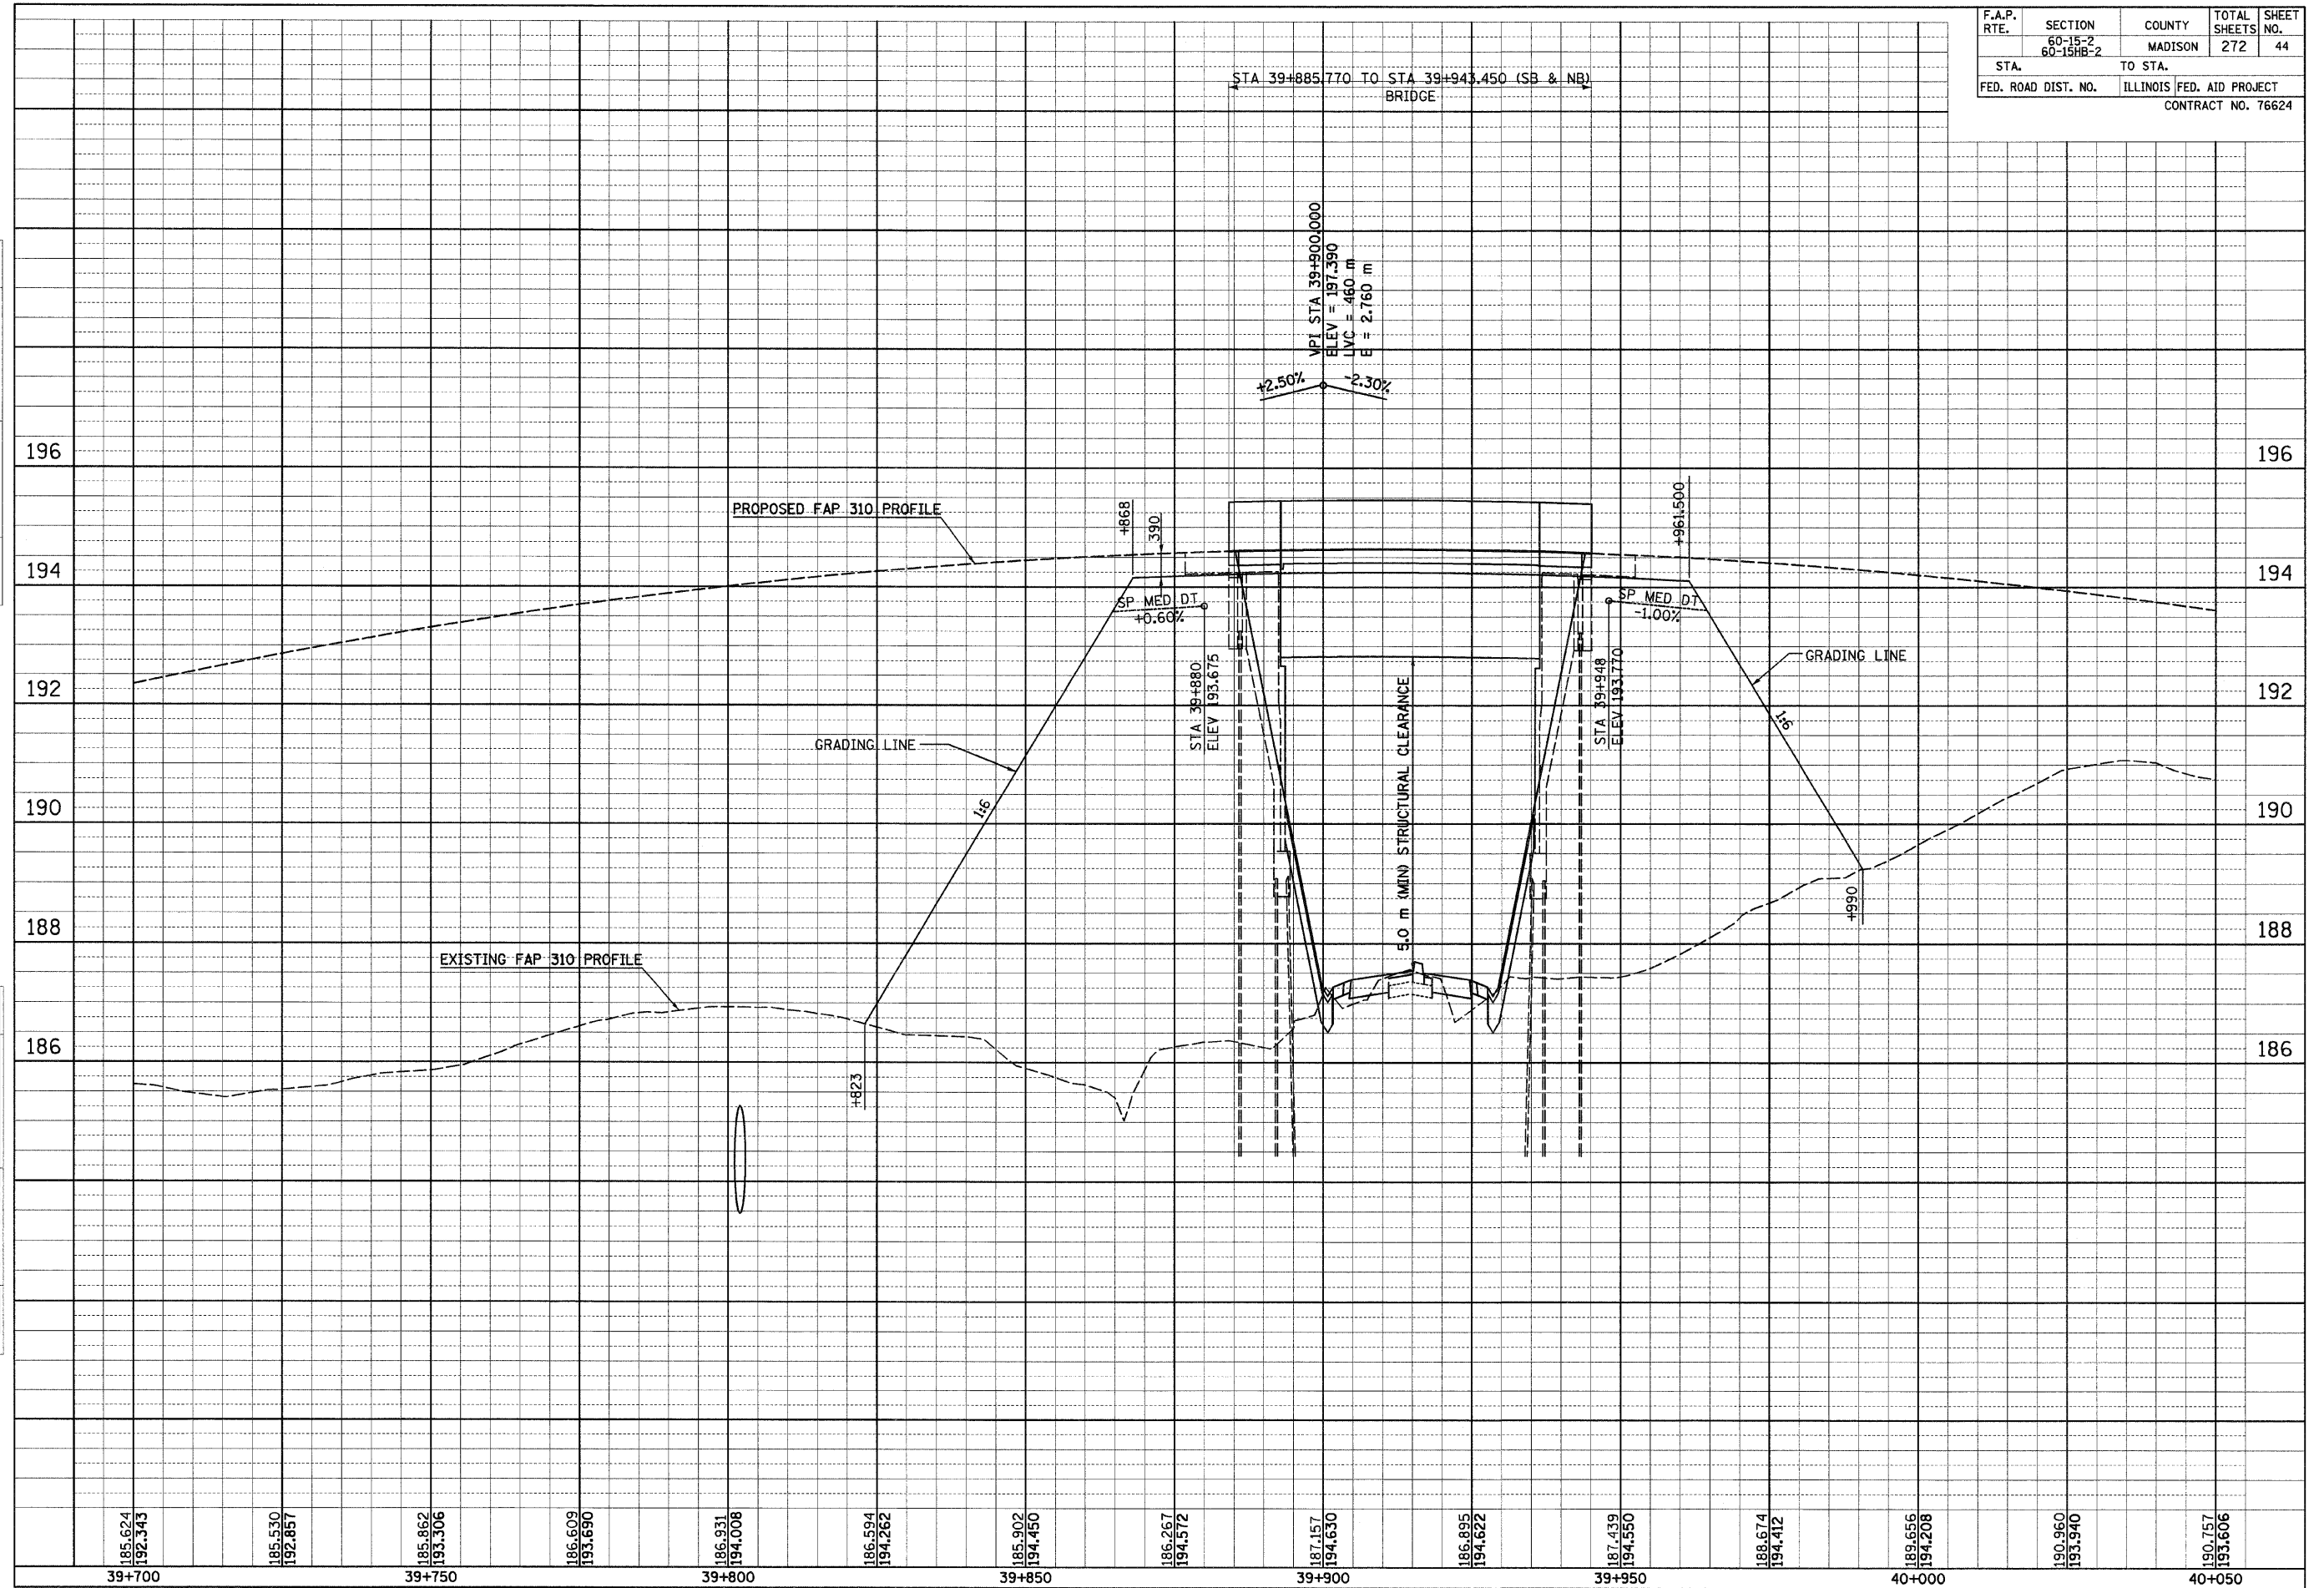 F.A.P. RTE. SECTION COUNTY TOTAL SHEETS SHEET NO.
60-15-2
60-15HB-2 MADISON 272 44
STA. TO STA.
FED. ROAD DIST. NO. ILLINOIS FED. AID PROJECT
CONTRACT NO. 76624
STA 39+885.770 TO STA 39+943.450 (SB & NB)
BRIDGE
VPI STA 39+900.000
ELEV = 197.390
LVC = 460 m
E = 2.760 m
+2.50% -2.30%
196 196
PROPOSED FAP 310 PROFILE
+868
390
+961.500
194 194
SP MED DT
+0.60%
SP MED DT
-1.00%
STA 39+880
ELEV 193.675
STA 39+948
ELEV 193.770
GRADING LINE
192 192
5.0 m (MIN) STRUCTURAL CLEARANCE
1:6
GRADING LINE
1:6
190 190
+990
188 188
EXISTING FAP 310 PROFILE
186 186
+823
185.624
192.343
185.530
192.857
185.862
193.306
186.609
193.690
186.931
194.008
186.594
194.262
185.902
194.450
186.267
194.572
187.157
194.630
186.895
194.622
187.439
194.550
188.674
194.412
189.656
194.208
190.960
193.940
190.757
193.606
39+700 39+750 39+800 39+850 39+900 39+950 40+000 40+050